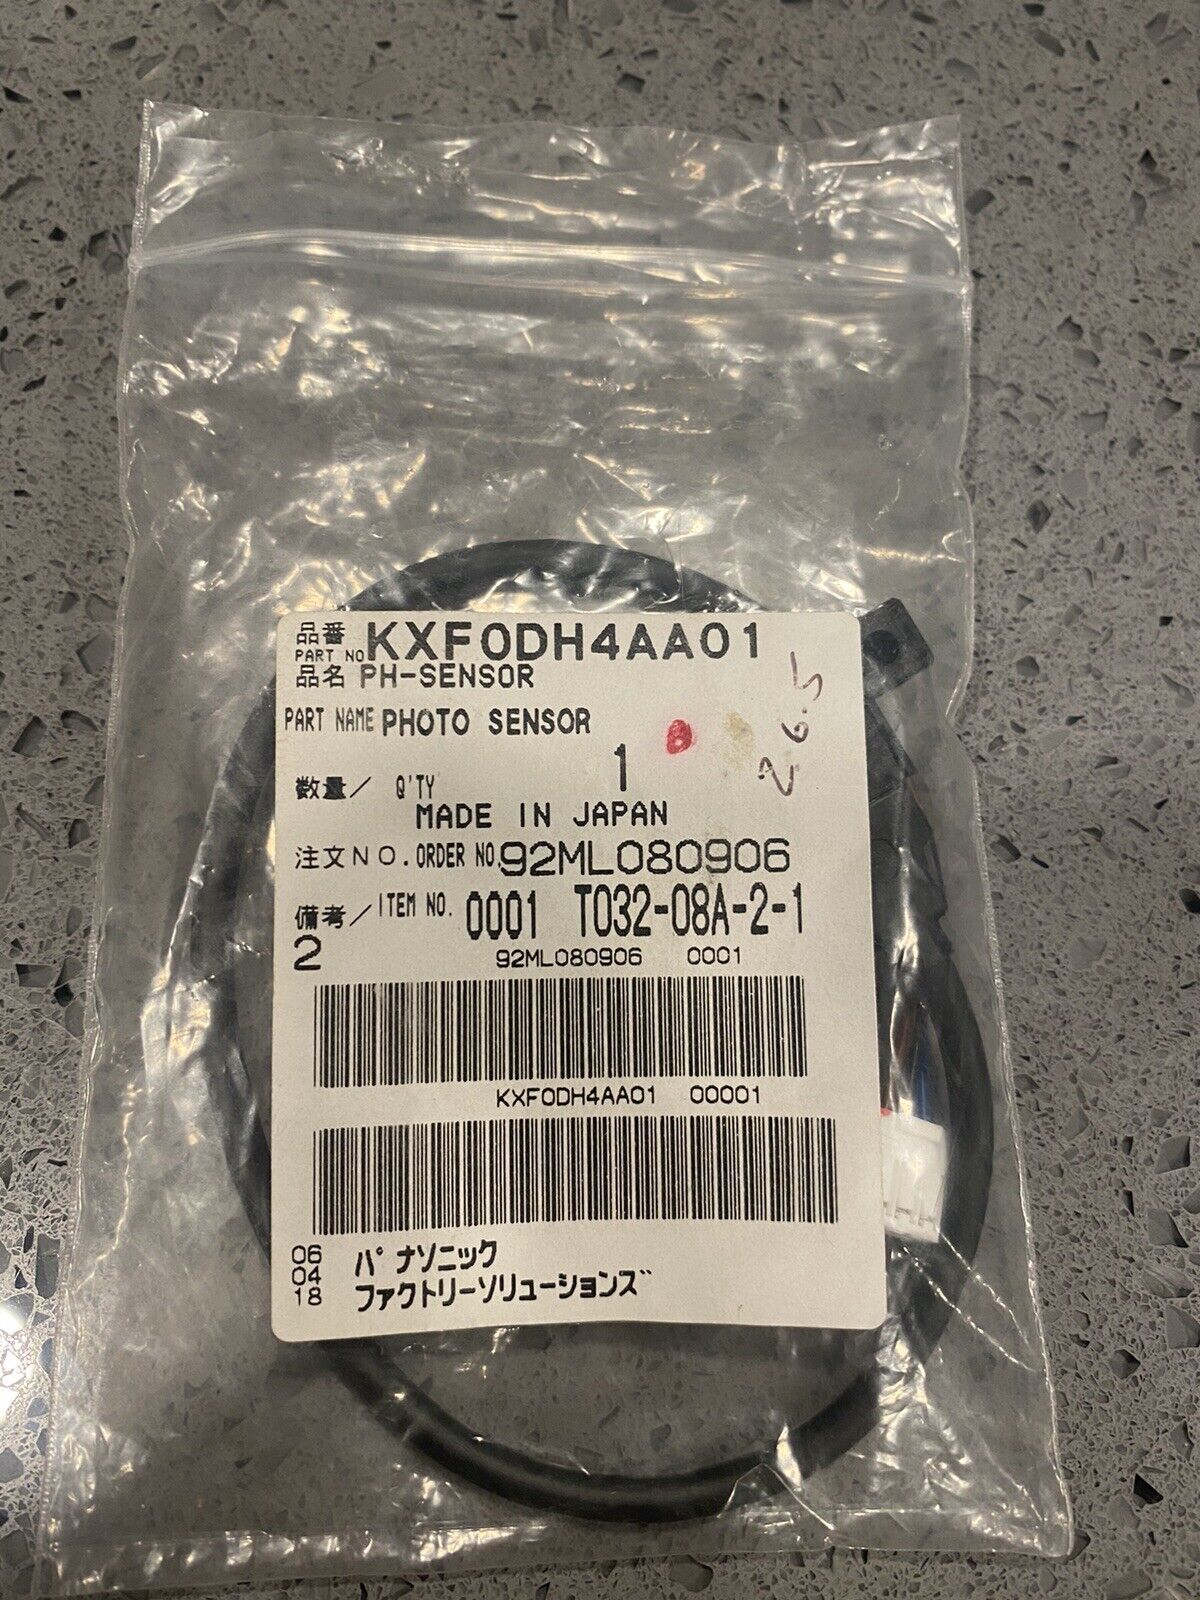 品番 PART NO KXF0DH4AA01
品名 PH-SENSOR
PART NAME PHOTO SENSOR
数量/ Q'TY 1
MADE IN JAPAN
注文NO. ORDER NO. 92ML080906
備考/ ITEM NO. 0001 T032-08A-2-1
2
92ML080906 0001
KXF0DH4AA01 00001
06 パナソニック
04
18 ファクトリーソリューションズ
26.5